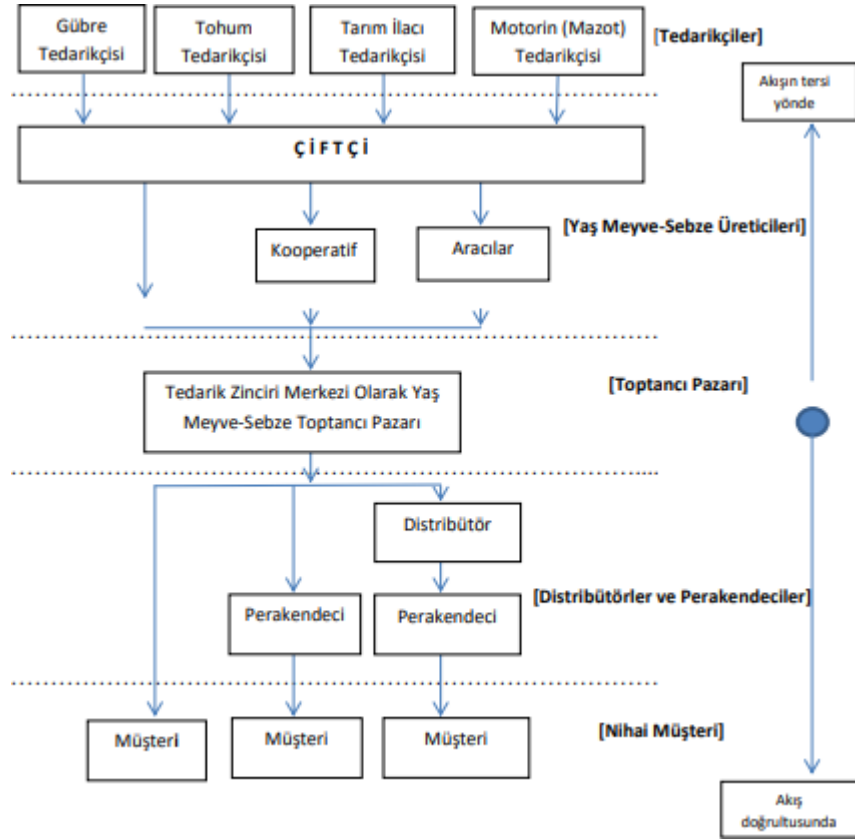 Gübre
Tedarikçisi
Tohum
Tedarikçisi
Tarım İlacı
Tedarikçisi
Motorin (Mazot)
Tedarikçisi
[Tedarikçiler]
Akışın tersi
yönde
Ç İ F T Ç İ
[Yaş Meyve-Sebze Üreticileri]
Kooperatif
Aracılar
Tedarik Zinciri Merkezi Olarak Yaş
Meyve-Sebze Toptancı Pazarı
[Toptancı Pazarı]
Distribütör
[Distribütörler ve Perakendeciler]
Perakendeci
Perakendeci
Müşteri
Müşteri
Müşteri
[Nihai Müşteri]
Akış
doğrultusunda